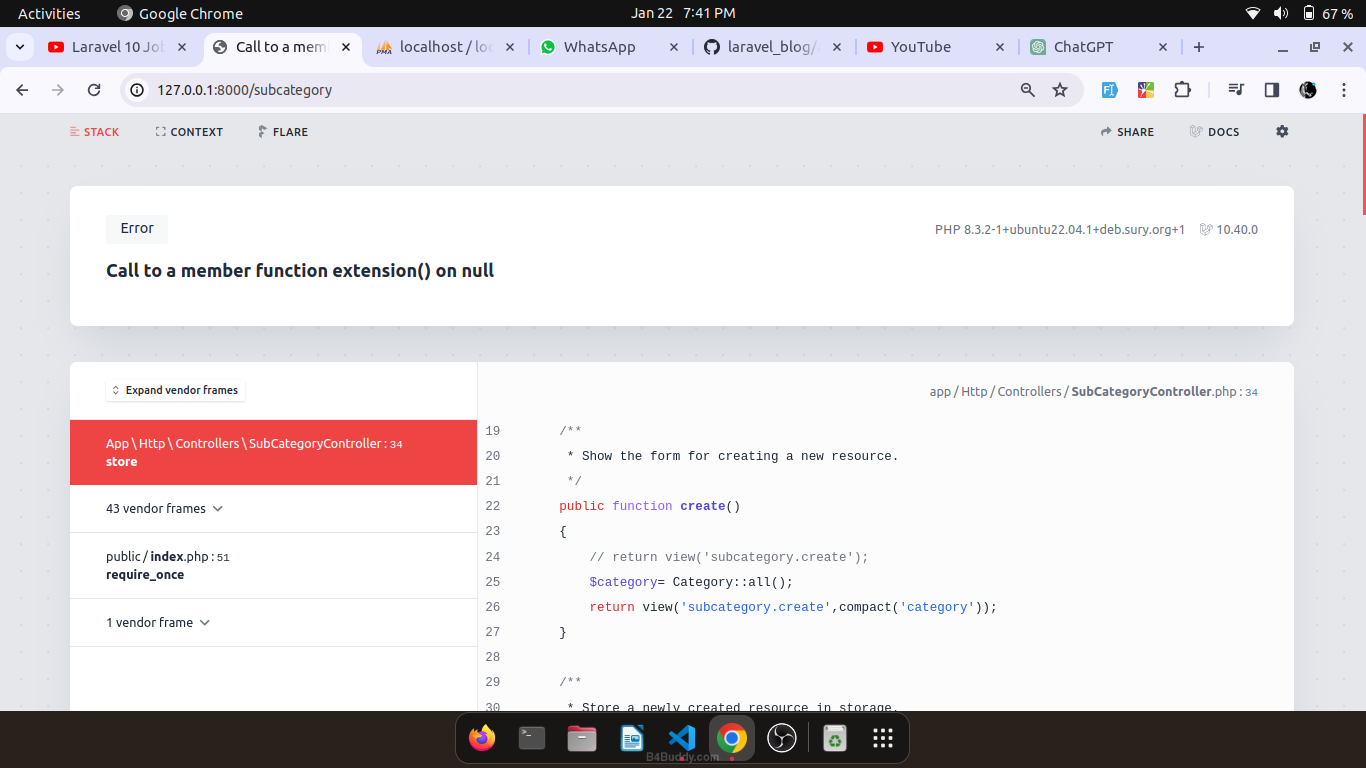 Activities Google Chrome Jan 22 7:41 PM 67 %
Laravel 10 Jo Call to a mem localhost / lo WhatsApp laravel_blog/ YouTube ChatGPT
127.0.0.1:8000/subcategory
STACK CONTEXT FLARE SHARE DOCS
Error
PHP 8.3.2-1+ubuntu22.04.1+deb.sury.org+1 10.40.0
Call to a member function extension() on null
Expand vendor frames
App\Http\Controllers\SubCategoryController:34
store
43 vendor frames
public/index.php:51
require_once
1 vendor frame
app/Http/Controllers/SubCategoryController.php:34
19 /**
20 * Show the form for creating a new resource.
21 */
22 public function create()
23 {
24 // return view('subcategory.create');
25 $category= Category::all();
26 return view('subcategory.create',compact('category'));
27 }
28
29 /**
30 * Store a newly created resource in storage.
B4Buddy.com